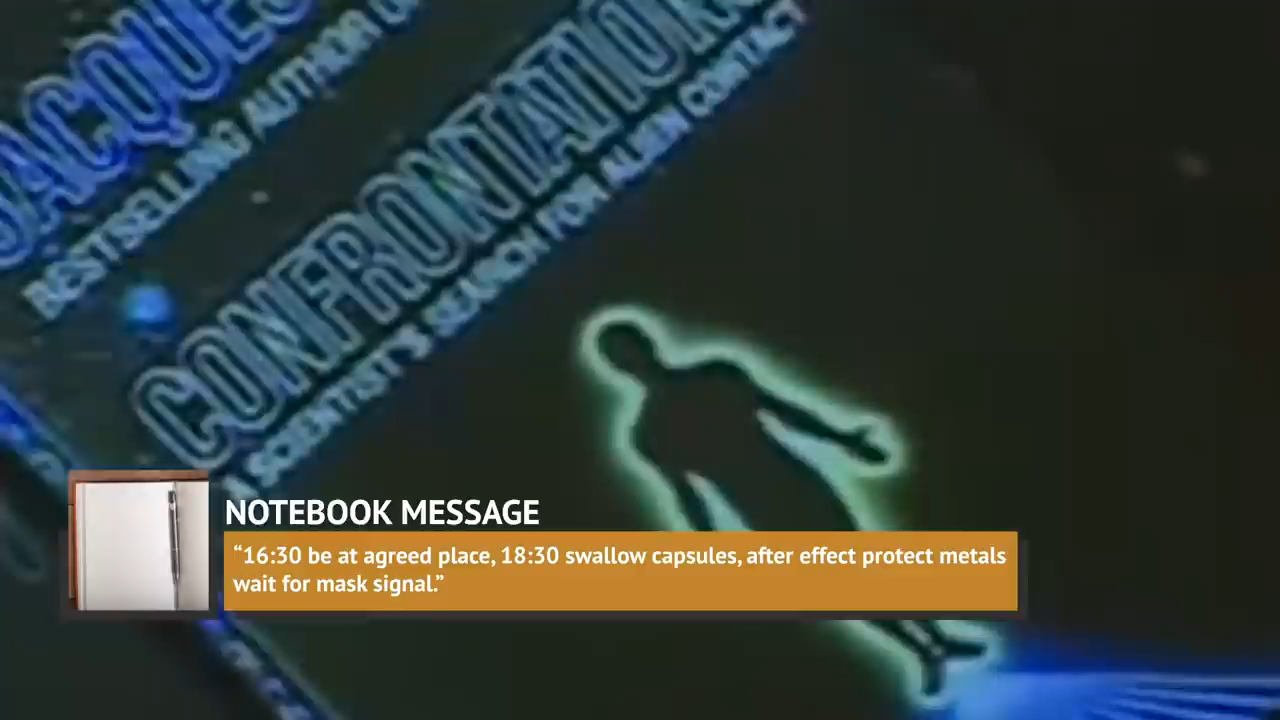 JACQUES
BESTSELLING AUTHOR
CONFRONTATIONS
A SCIENTIST'S SEARCH FOR ALIEN CONTACT
NOTEBOOK MESSAGE
“16:30 be at agreed place, 18:30 swallow capsules, after effect protect metals
wait for mask signal.”